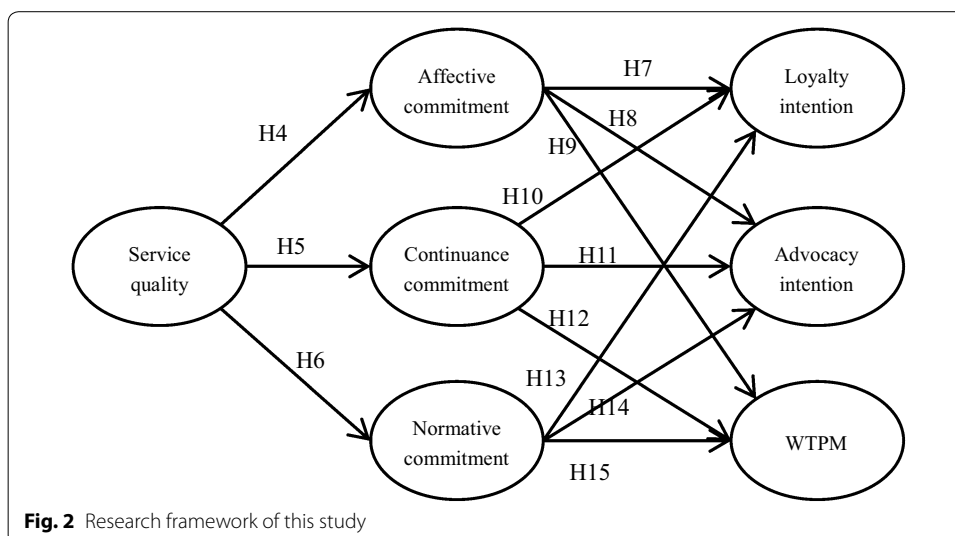 Affective
commitment
H7
Loyalty
intention
H8
H4
H9
H10
Service
quality
H5
Continuance
commitment
H11
Advocacy
intention
H12
H6
H13
H14
Normative
commitment
WTPM
H15
Fig. 2 Research framework of this study